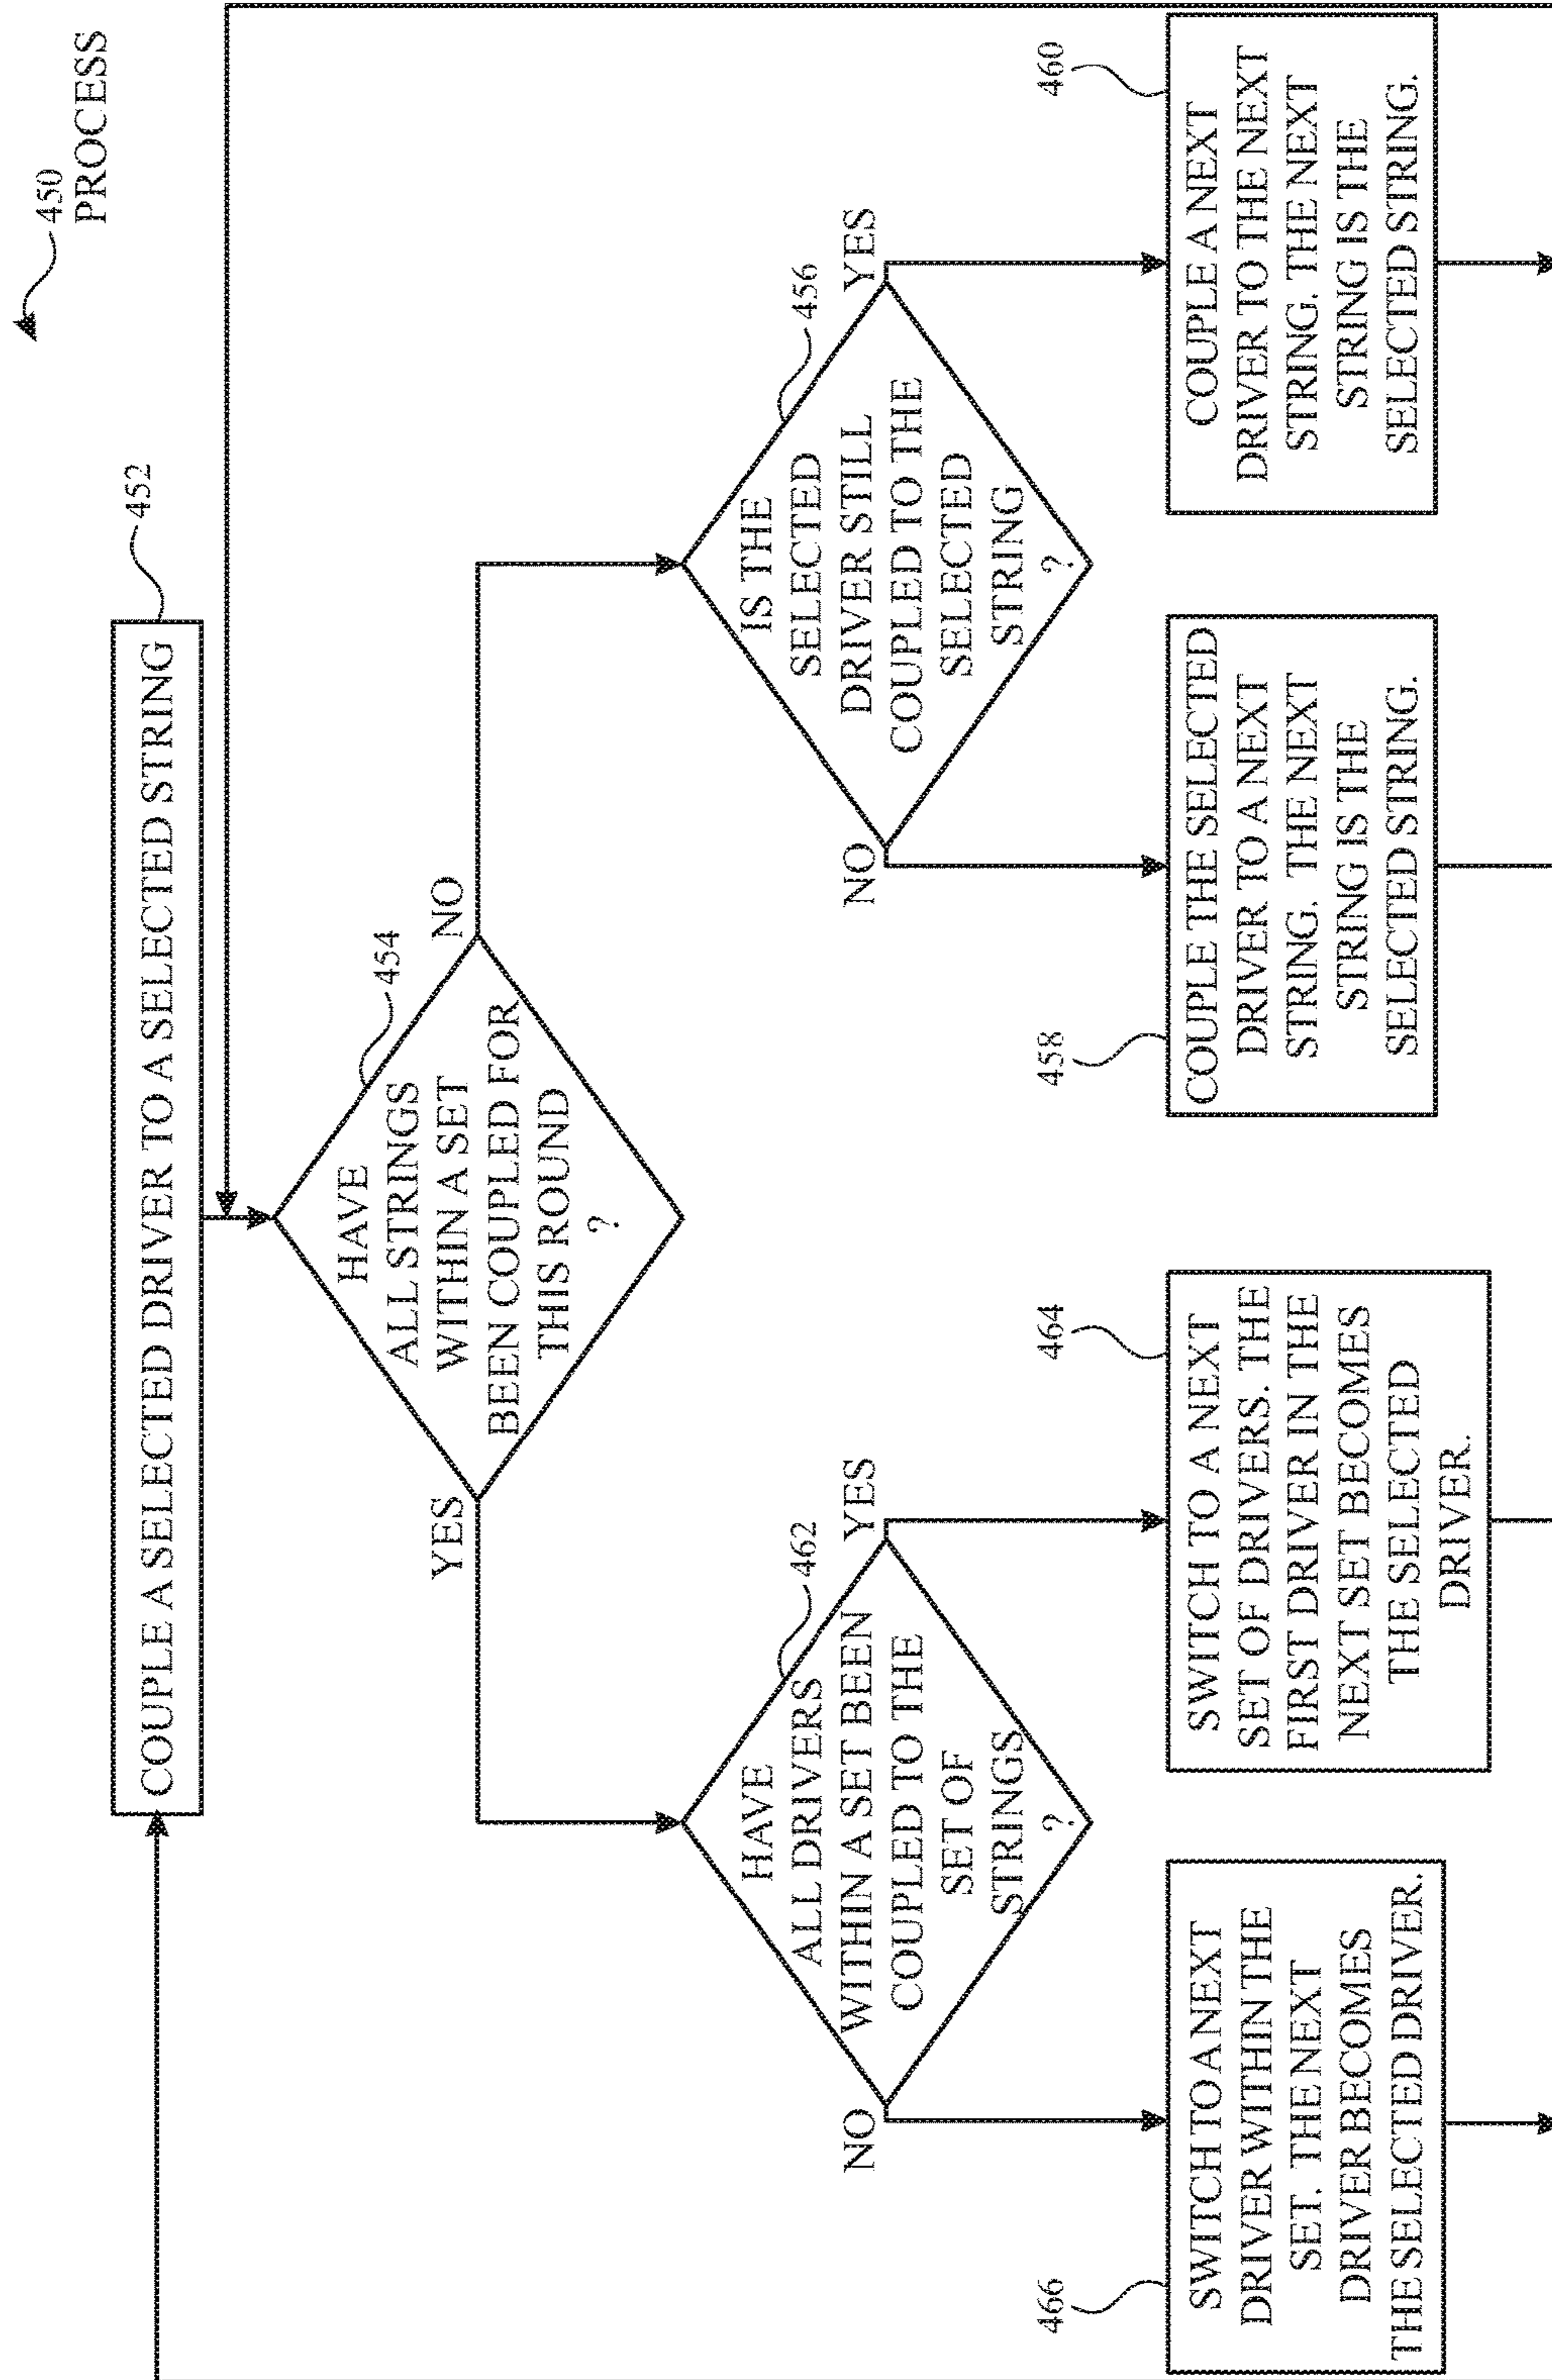 450
PROCESS
COUPLE A SELECTED DRIVER TO A SELECTED STRING
452
HAVE
ALL STRINGS
WITHIN A SET
BEEN COUPLED FOR
THIS ROUND
?
454
YES
NO
HAVE
ALL DRIVERS
WITHIN A SET BEEN
COUPLED TO THE
SET OF
STRINGS
?
462
NO
YES
IS THE
SELECTED
DRIVER STILL
COUPLED TO THE
SELECTED
STRING
?
456
NO
YES
466
SWITCH TO A NEXT
DRIVER WITHIN THE
SET. THE NEXT
DRIVER BECOMES
THE SELECTED DRIVER.
464
SWITCH TO A NEXT
SET OF DRIVERS. THE
FIRST DRIVER IN THE
NEXT SET BECOMES
THE SELECTED
DRIVER.
458
COUPLE THE SELECTED
DRIVER TO A NEXT
STRING. THE NEXT
STRING IS THE
SELECTED STRING.
460
COUPLE A NEXT
DRIVER TO THE NEXT
STRING. THE NEXT
STRING IS THE
SELECTED STRING.